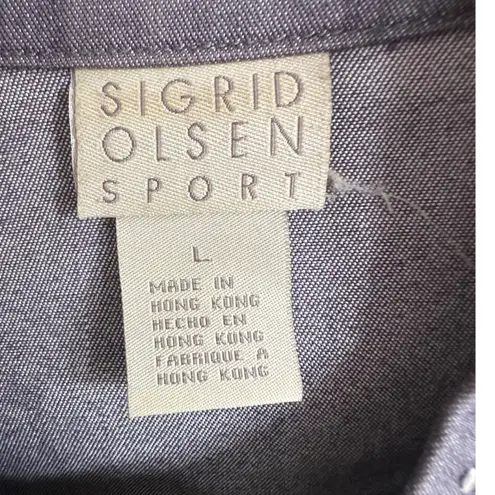 SIGRID
OLSEN
SPORT
L
MADE IN
HONG KONG
HECHO EN
HONG KONG
FABRIQUE A
HONG KONG